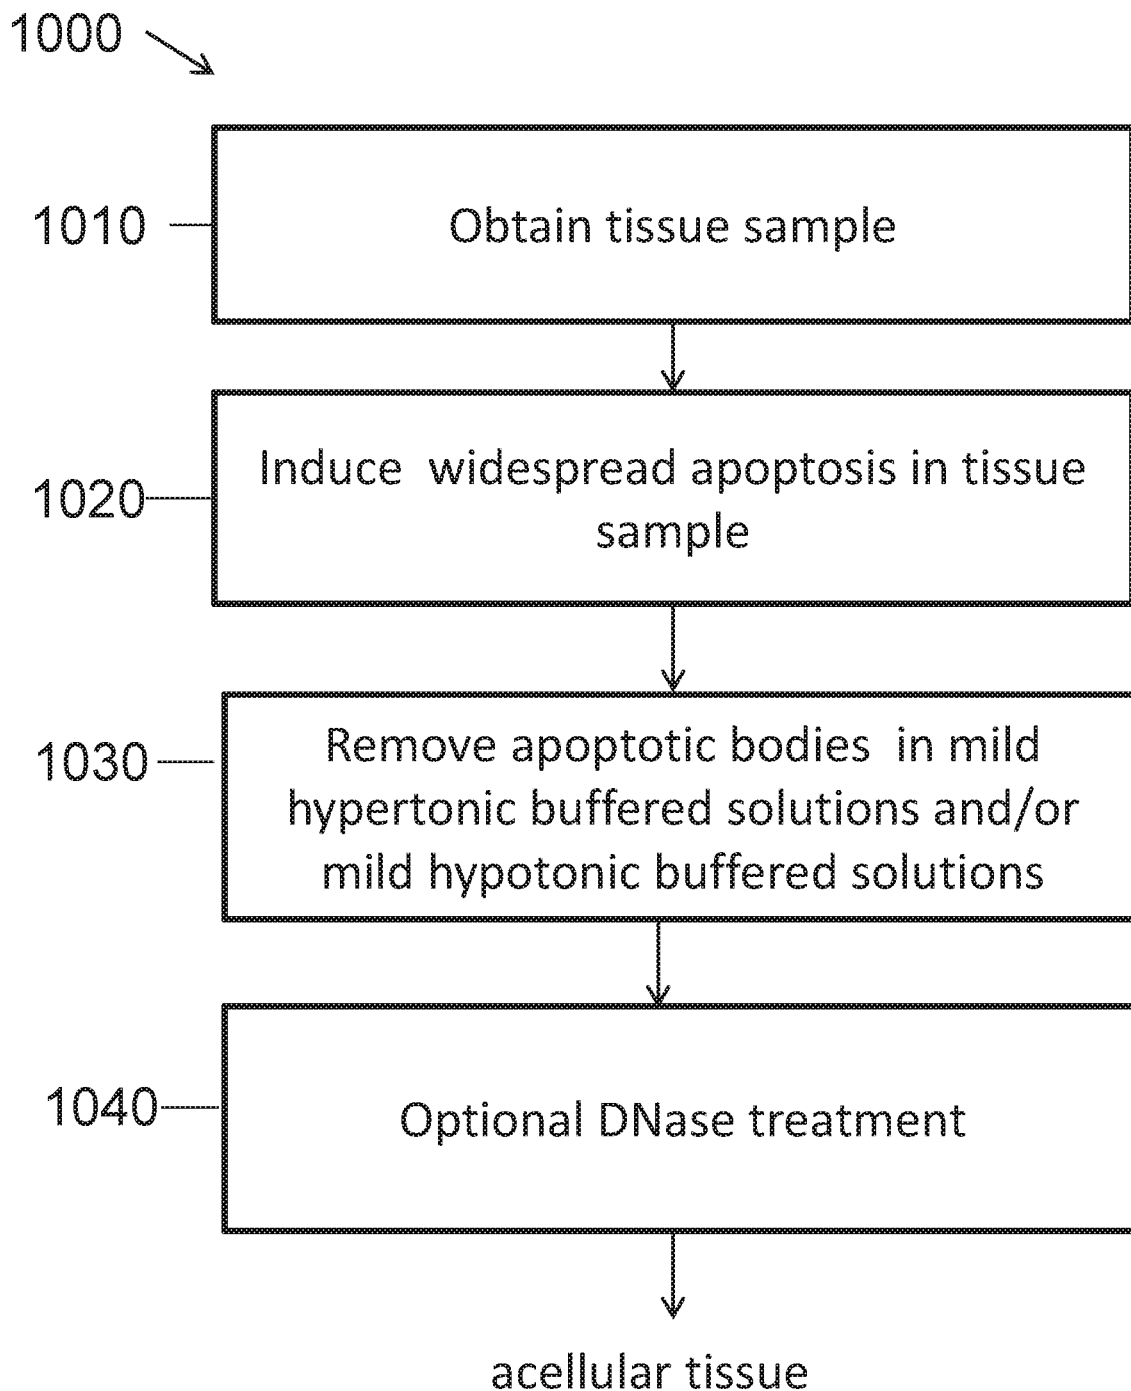 1000
1010
Obtain tissue sample
1020
Induce widespread apoptosis in tissue
sample
1030
Remove apoptotic bodies in mild
hypertonic buffered solutions and/or
mild hypotonic buffered solutions
1040
Optional DNase treatment
acellular tissue